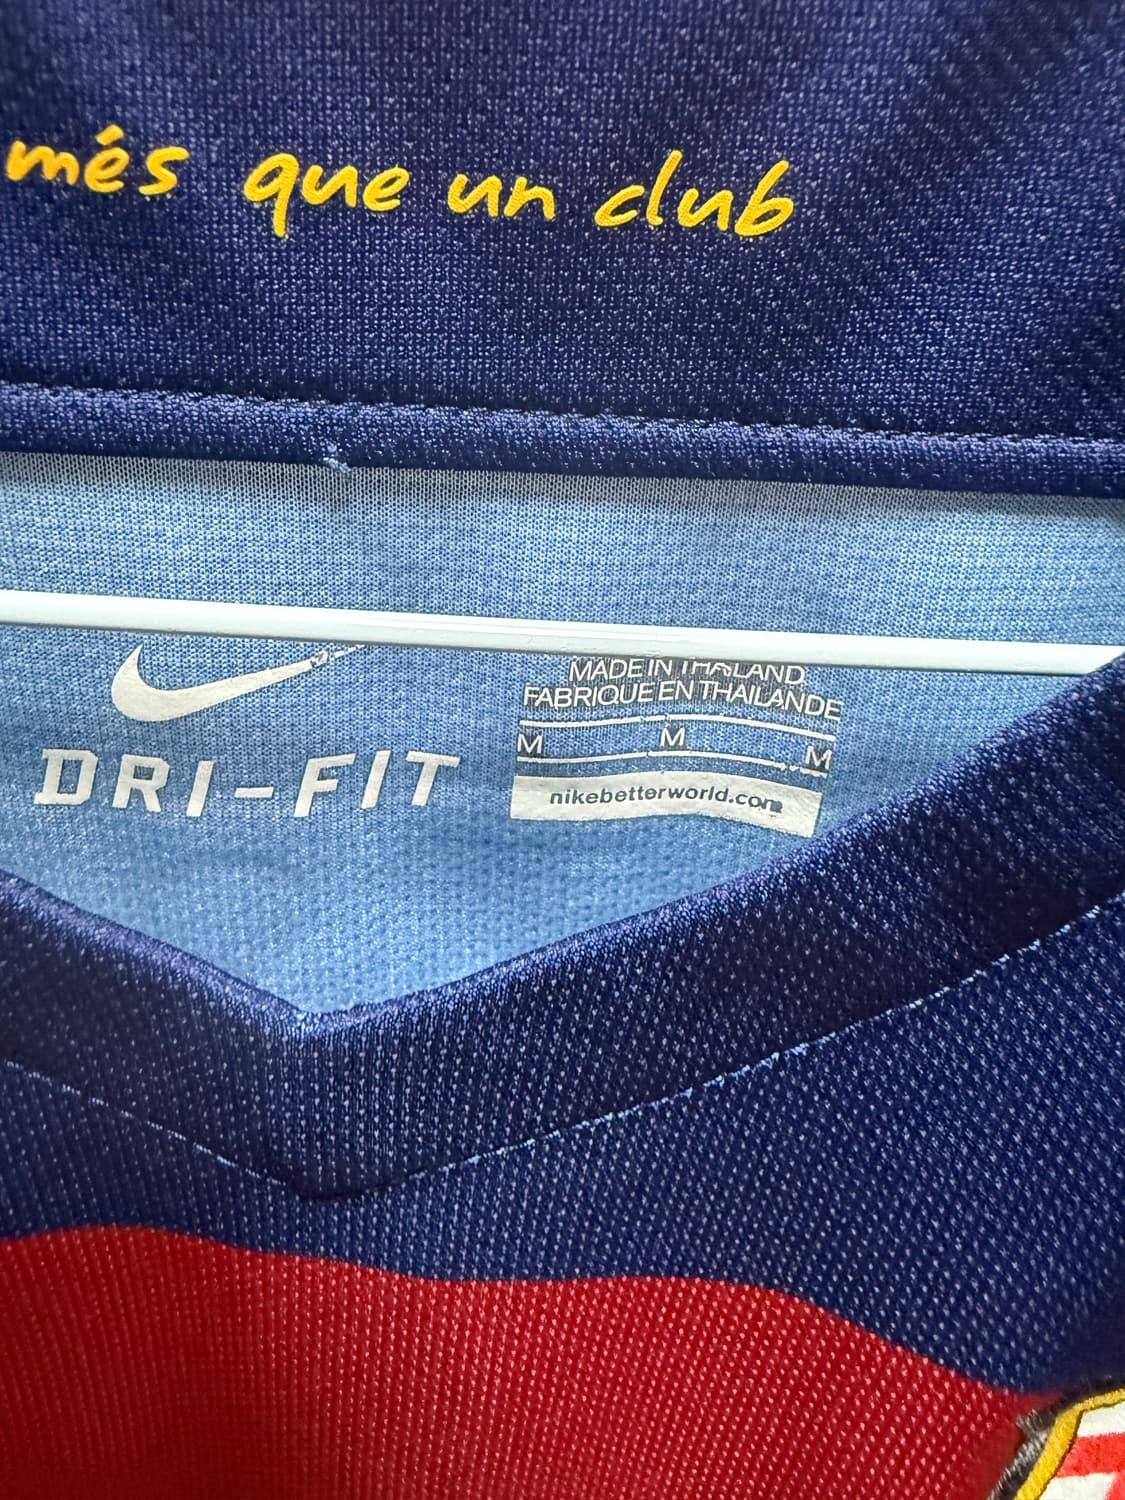 més que un club
MADE IN THAILAND
FABRIQUE EN THAILANDE
DRI-FIT
M M M
nikebetterworld.com